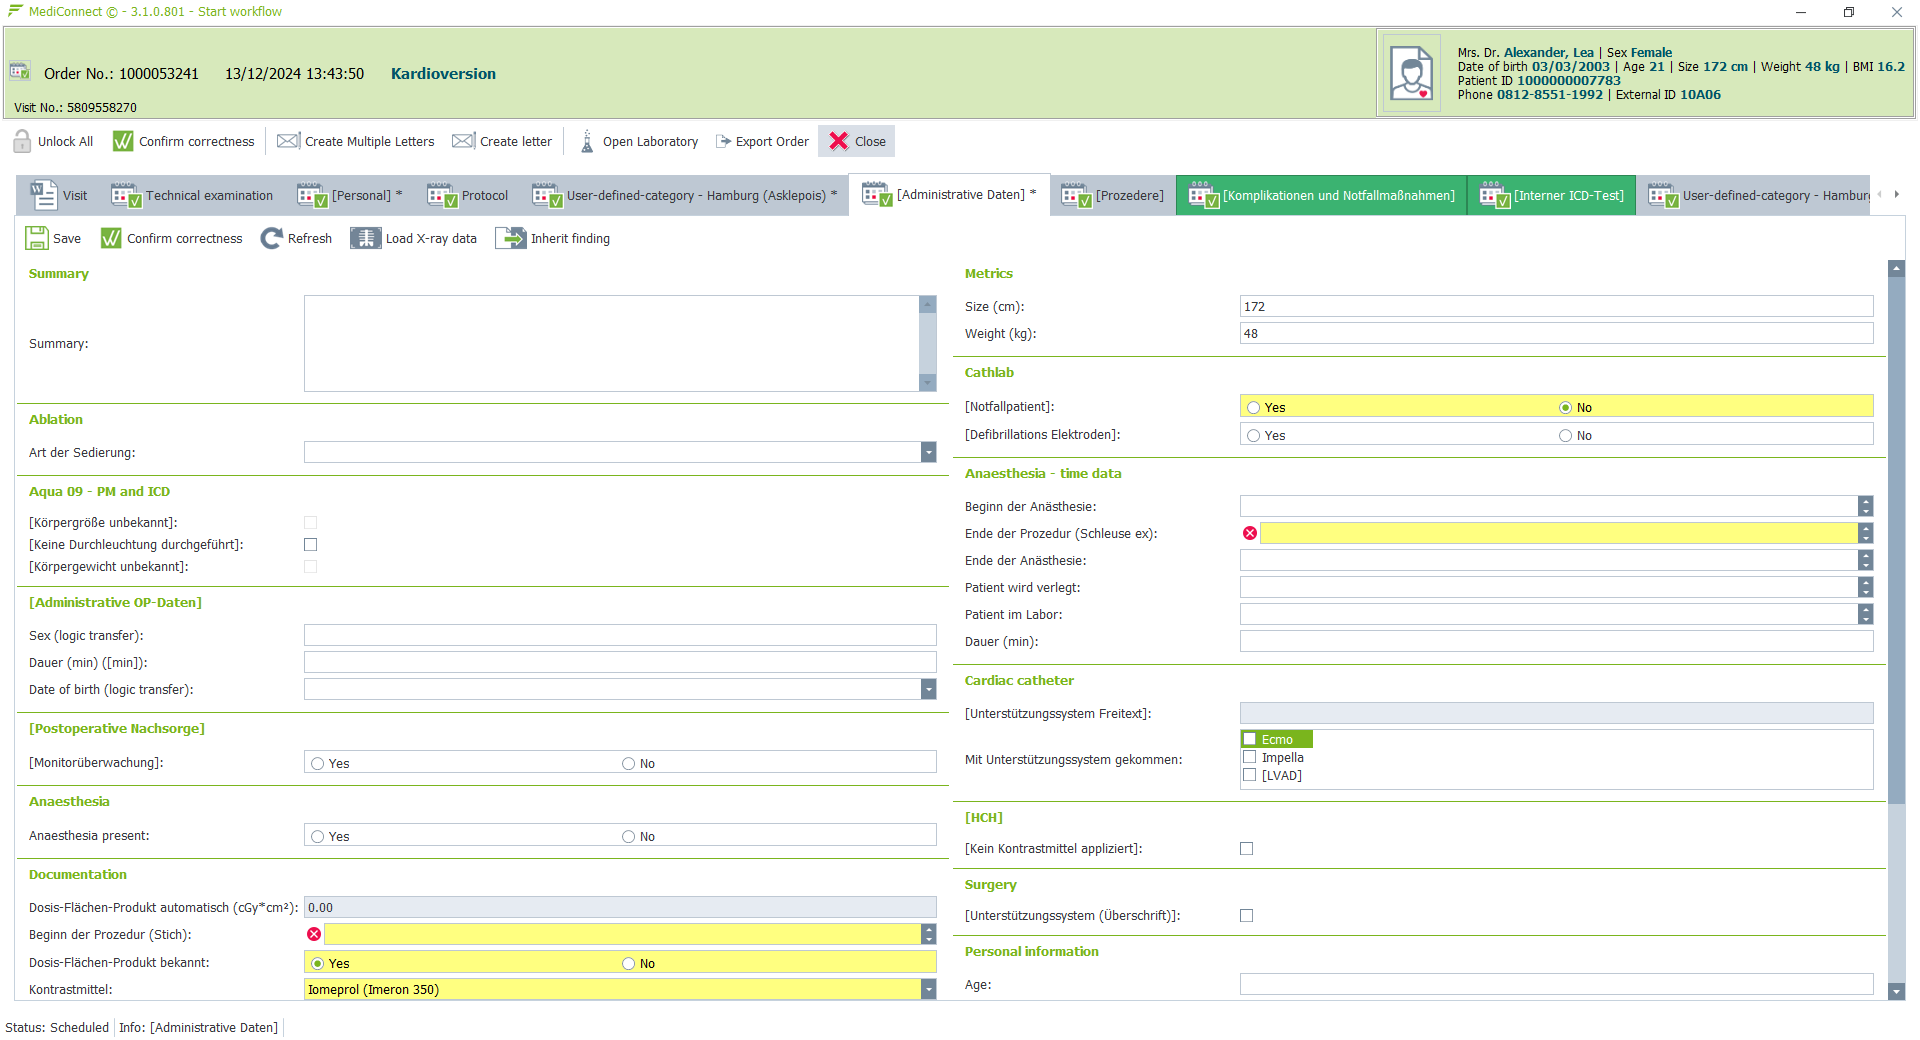 MediConnect © - 3.1.0.801 - Start workflow
Order No.: 1000053241 13/12/2024 13:43:50 Kardioversion
Visit No.: 5809558270
Mrs. Dr. Alexander, Lea | Sex Female
Date of birth 03/03/2003 | Age 21 | Size 172 cm | Weight 48 kg | BMI 16.2
Patient ID 1000000007783
Phone 0812-8551-1992 | External ID 10A06
Unlock All Confirm correctness Create Multiple Letters Create letter Open Laboratory Export Order Close
Visit Technical examination [Personal] * Protocol User-defined-category - Hamburg (Asklepois) * [Administrative Daten] * [Prozedere] [Komplikationen und Notfallmaßnahmen] [Interner ICD-Test] User-defined-category - Hamburg
Save Confirm correctness Refresh Load X-ray data Inherit finding
Summary
Summary:
Ablation
Art der Sedierung:
Aqua 09 - PM and ICD
[Körpergröße unbekannt]:
[Keine Durchleuchtung durchgeführt]:
[Körpergewicht unbekannt]:
[Administrative OP-Daten]
Sex (logic transfer):
Dauer (min) ([min]):
Date of birth (logic transfer):
[Postoperative Nachsorge]
[Monitorüberwachung]: Yes No
Anaesthesia
Anaesthesia present: Yes No
Documentation
Dosis-Flächen-Produkt automatisch (cGy*cm²): 0.00
Beginn der Prozedur (Stich):
Dosis-Flächen-Produkt bekannt: Yes No
Kontrastmittel: Iomeprol (Imeron 350)
Metrics
Size (cm): 172
Weight (kg): 48
Cathlab
[Notfallpatient]: Yes No
[Defibrillations Elektroden]: Yes No
Anaesthesia - time data
Beginn der Anästhesie:
Ende der Prozedur (Schleuse ex):
Ende der Anästhesie:
Patient wird verlegt:
Patient im Labor:
Dauer (min):
Cardiac catheter
[Unterstützungssystem Freitext]:
Mit Unterstützungssystem gekommen:
Ecmo
Impella
[LVAD]
[HCH]
[Kein Kontrastmittel appliziert]:
Surgery
[Unterstützungssystem (Überschrift)]:
Personal information
Age:
Status: Scheduled Info: [Administrative Daten]